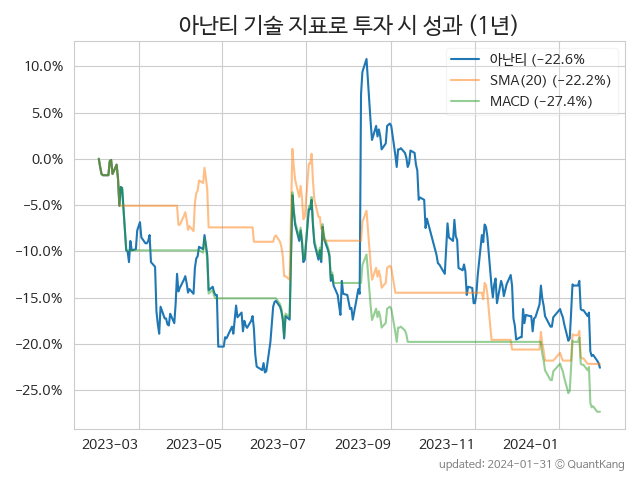 아난티 기술 지표로 투자 시 성과 (1년)
아난티 (−22.6%
SMA(20) (−22.2%)
MACD (−27.4%)
10.0%
5.0%
0.0%
−5.0%
−10.0%
−15.0%
−20.0%
−25.0%
2023-03 2023-05 2023-07 2023-09 2023-11 2024-01
updated: 2024-01-31 © QuantKang